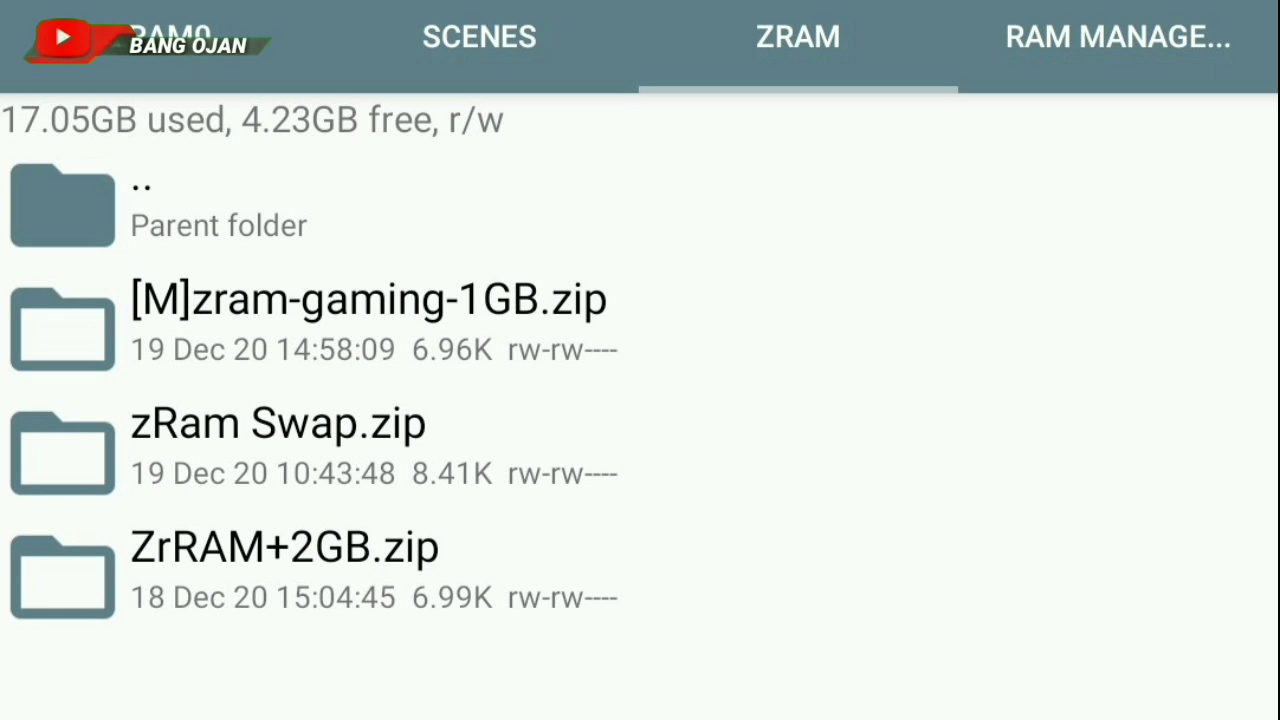 BANG OJAN
SCENES
ZRAM
RAM MANAGE...
17.05GB used, 4.23GB free, r/w
..
Parent folder
[M]zram-gaming-1GB.zip
19 Dec 20 14:58:09 6.96K rw-rw----
zRam Swap.zip
19 Dec 20 10:43:48 8.41K rw-rw----
ZrRAM+2GB.zip
18 Dec 20 15:04:45 6.99K rw-rw----